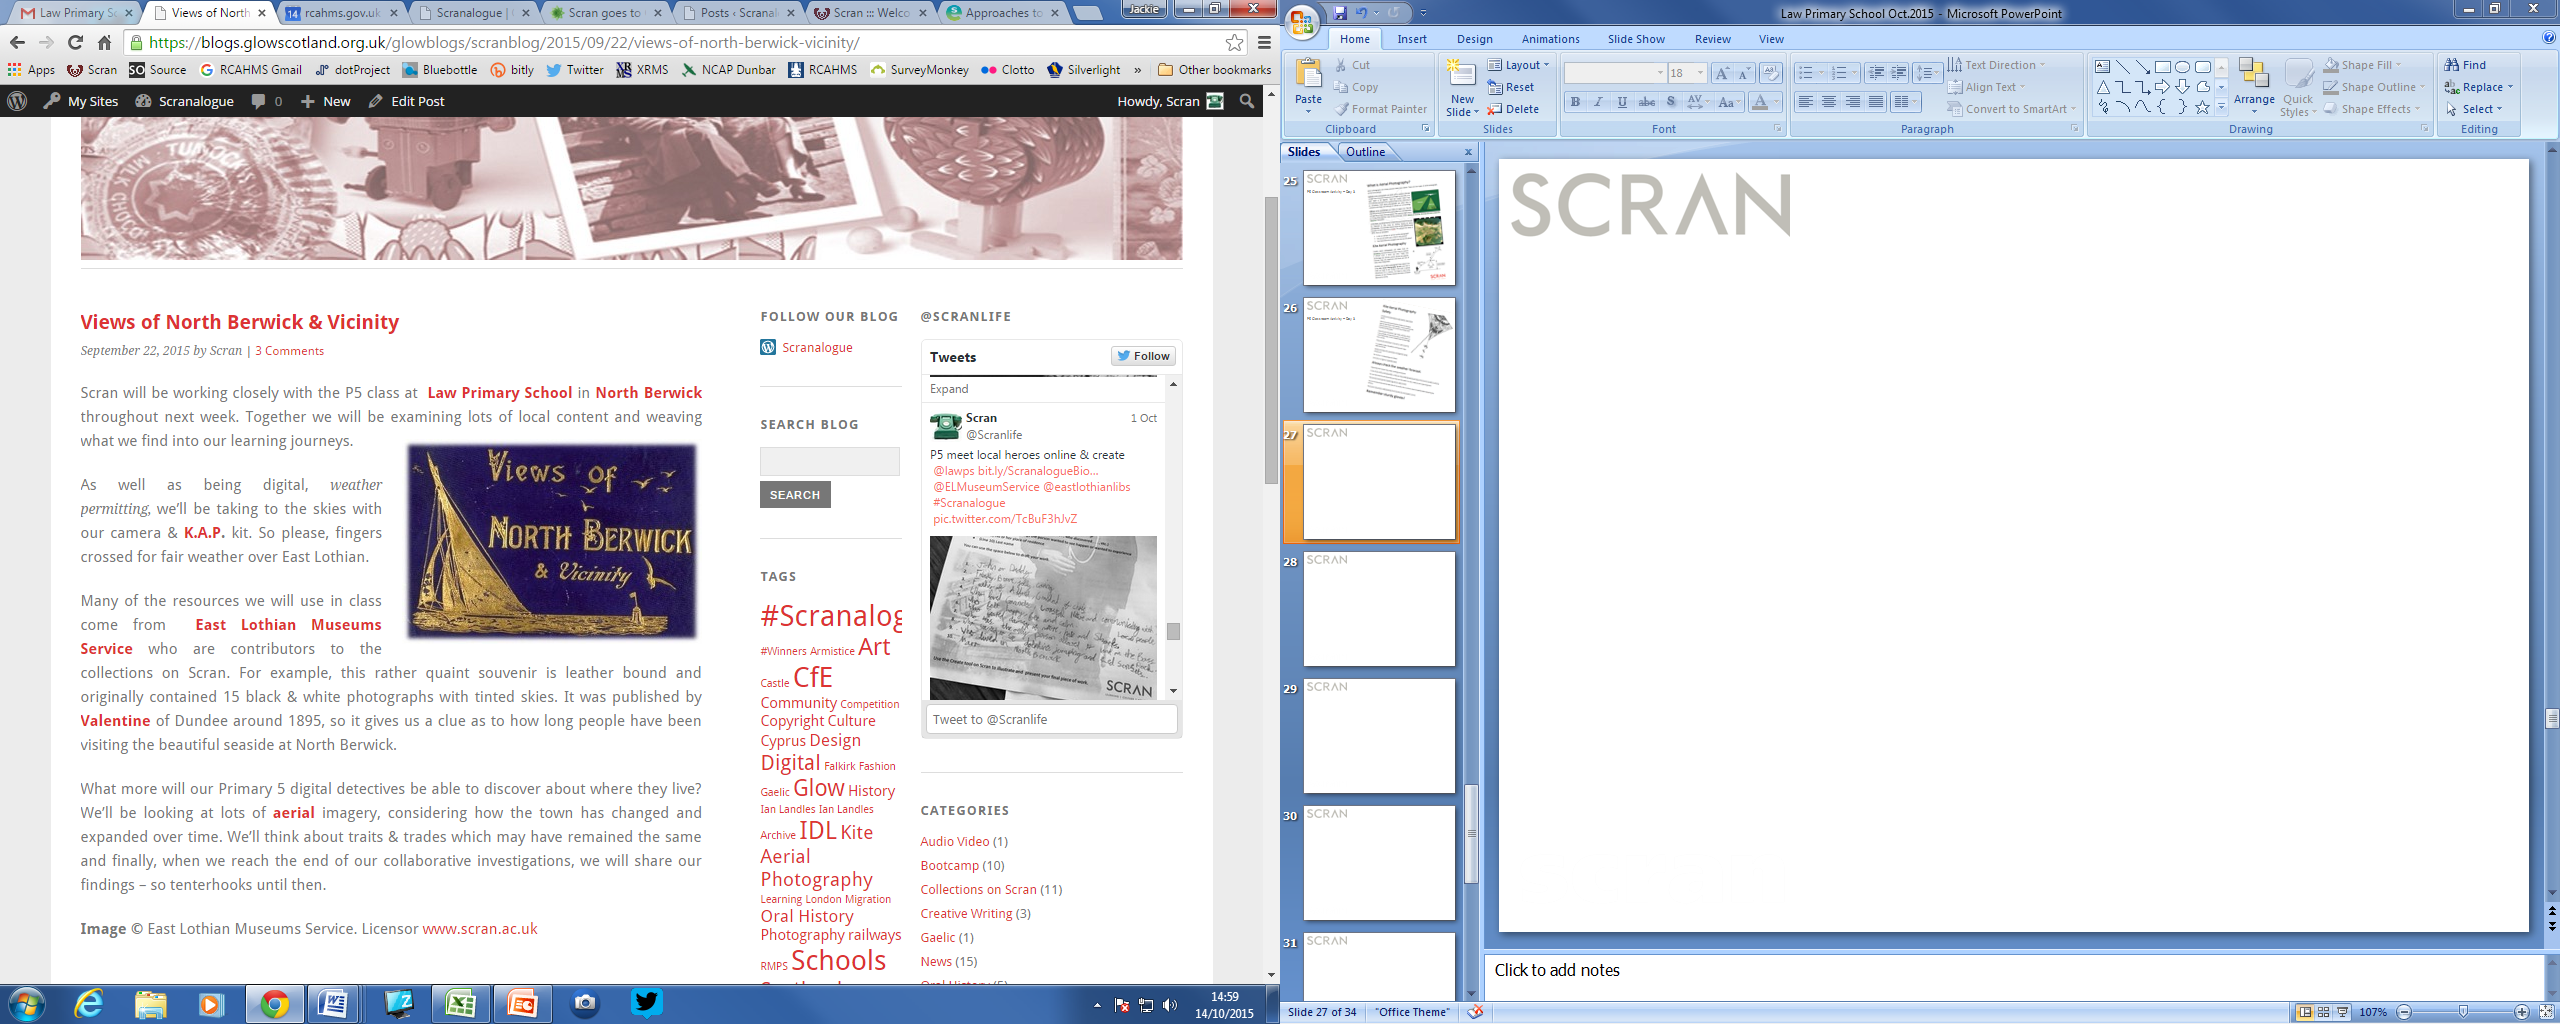 Law Primary Sc
Views of North
rcahms.gov.uk
Scranalogue |
Scran goes to
Posts ‹ Scranal
Scran ::: Welco
Approaches to
Jackie
https://blogs.glowscotland.org.uk/glowblogs/scranblog/2015/09/22/views-of-north-berwick-vicinity/
Apps Scran Source RCAHMS Gmail dotProject Bluebottle bitly Twitter XRMS NCAP Dunbar RCAHMS SurveyMonkey Clotto Silverlight » Other bookmarks
My Sites Scranalogue 0 New Edit Post Howdy, Scran
Views of North Berwick & Vicinity
September 22, 2015 by Scran | 3 Comments
Scran will be working closely with the P5 class at Law Primary School in North Berwick
throughout next week. Together we will be examining lots of local content and weaving
what we find into our learning journeys.
As well as being digital, weather
permitting, we'll be taking to the skies with
our camera & K.A.P. kit. So please, fingers
crossed for fair weather over East Lothian.
Views of
NORTH BERWICK
& Vicinity
Many of the resources we will use in class
come from East Lothian Museums
Service who are contributors to the
collections on Scran. For example, this rather quaint souvenir is leather bound and
originally contained 15 black & white photographs with tinted skies. It was published by
Valentine of Dundee around 1895, so it gives us a clue as to how long people have been
visiting the beautiful seaside at North Berwick.
What more will our Primary 5 digital detectives be able to discover about where they live?
We'll be looking at lots of aerial imagery, considering how the town has changed and
expanded over time. We'll think about traits & trades which may have remained the same
and finally, when we reach the end of our collaborative investigations, we will share our
findings – so tenterhooks until then.
Image © East Lothian Museums Service. Licensor www.scran.ac.uk
FOLLOW OUR BLOG
Scranalogue
SEARCH BLOG
SEARCH
TAGS
#Scranalog
#Winners Armistice Art
Castle CfE
Community Competition
Copyright Culture
Cyprus Design
Digital Falkirk Fashion
Gaelic Glow History
Ian Landles Ian Landles
Archive IDL Kite
Aerial
Photography
Learning London Migration
Oral History
Photography railways
RMPS Schools
@SCRANLIFE
Tweets
Follow
Expand
Scran 1 Oct
@Scranlife
P5 meet local heroes online & create
@lawps bit.ly/ScranalogueBio...
@ELMuseumService @eastlothianlibs
#Scranalogue
pic.twitter.com/TcBuF3hJvZ
SCRAN
Tweet to @Scranlife
CATEGORIES
Audio Video (1)
Bootcamp (10)
Collections on Scran (11)
Creative Writing (3)
Gaelic (1)
News (15)
Oral History (5)
14:59
14/10/2015
Law Primary School Oct.2015 - Microsoft PowerPoint
Home Insert Design Animations Slide Show Review View
Paste
Cut
Copy
Format Painter
Clipboard
New
Slide
Layout
Reset
Delete
Slides
18
B I U abc S AV Aa A
Font
Text Direction
Align Text
Convert to SmartArt
Paragraph
Arrange
Quick
Styles
Shape Fill
Shape Outline
Shape Effects
Drawing
Find
Replace
Select
Editing
Slides Outline
25
SCRAN
26
SCRAN
27
SCRAN
28
SCRAN
29
SCRAN
30
SCRAN
31
SCRAN
SCRAN
Click to add notes
Slide 27 of 34 "Office Theme" 107%